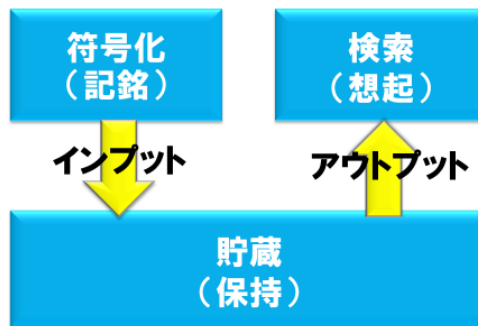 符号化
（記銘）
検索
（想起）
インプット
アウトプット
貯蔵
（保持）